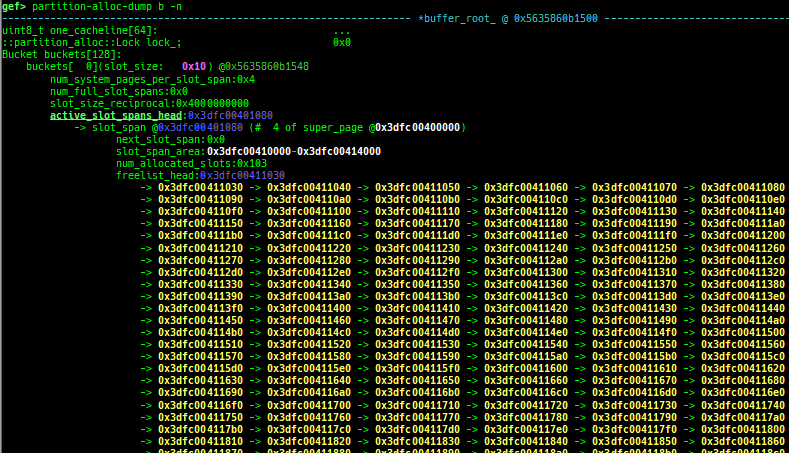 gef> partition-alloc-dump b -n
*buffer_root_ @ 0x5635860b1500
uint8_t one_cacheline[64]: ...
::partition_alloc::Lock lock_; 0x0
Bucket buckets[128]:
buckets[ 0](slot_size: 0x10) @0x5635860b1548
num_system_pages_per_slot_span:0x4
num_full_slot_spans:0x0
slot_size_reciprocal:0x4000000000
active_slot_spans_head:0x3dfc00401080
-> slot_span @0x3dfc00401080 (# 4 of super_page @0x3dfc00400000)
next_slot_span:0x0
slot_span_area:0x3dfc00410000-0x3dfc00414000
num_allocated_slots:0x103
freelist_head:0x3dfc00411030
-> 0x3dfc00411030 -> 0x3dfc00411040 -> 0x3dfc00411050 -> 0x3dfc00411060 -> 0x3dfc00411070 -> 0x3dfc00411080
-> 0x3dfc00411090 -> 0x3dfc004110a0 -> 0x3dfc004110b0 -> 0x3dfc004110c0 -> 0x3dfc004110d0 -> 0x3dfc004110e0
-> 0x3dfc004110f0 -> 0x3dfc00411100 -> 0x3dfc00411110 -> 0x3dfc00411120 -> 0x3dfc00411130 -> 0x3dfc00411140
-> 0x3dfc00411150 -> 0x3dfc00411160 -> 0x3dfc00411170 -> 0x3dfc00411180 -> 0x3dfc00411190 -> 0x3dfc004111a0
-> 0x3dfc004111b0 -> 0x3dfc004111c0 -> 0x3dfc004111d0 -> 0x3dfc004111e0 -> 0x3dfc004111f0 -> 0x3dfc00411200
-> 0x3dfc00411210 -> 0x3dfc00411220 -> 0x3dfc00411230 -> 0x3dfc00411240 -> 0x3dfc00411250 -> 0x3dfc00411260
-> 0x3dfc00411270 -> 0x3dfc00411280 -> 0x3dfc00411290 -> 0x3dfc004112a0 -> 0x3dfc004112b0 -> 0x3dfc004112c0
-> 0x3dfc004112d0 -> 0x3dfc004112e0 -> 0x3dfc004112f0 -> 0x3dfc00411300 -> 0x3dfc00411310 -> 0x3dfc00411320
-> 0x3dfc00411330 -> 0x3dfc00411340 -> 0x3dfc00411350 -> 0x3dfc00411360 -> 0x3dfc00411370 -> 0x3dfc00411380
-> 0x3dfc00411390 -> 0x3dfc004113a0 -> 0x3dfc004113b0 -> 0x3dfc004113c0 -> 0x3dfc004113d0 -> 0x3dfc004113e0
-> 0x3dfc004113f0 -> 0x3dfc00411400 -> 0x3dfc00411410 -> 0x3dfc00411420 -> 0x3dfc00411430 -> 0x3dfc00411440
-> 0x3dfc00411450 -> 0x3dfc00411460 -> 0x3dfc00411470 -> 0x3dfc00411480 -> 0x3dfc00411490 -> 0x3dfc004114a0
-> 0x3dfc004114b0 -> 0x3dfc004114c0 -> 0x3dfc004114d0 -> 0x3dfc004114e0 -> 0x3dfc004114f0 -> 0x3dfc00411500
-> 0x3dfc00411510 -> 0x3dfc00411520 -> 0x3dfc00411530 -> 0x3dfc00411540 -> 0x3dfc00411550 -> 0x3dfc00411560
-> 0x3dfc00411570 -> 0x3dfc00411580 -> 0x3dfc00411590 -> 0x3dfc004115a0 -> 0x3dfc004115b0 -> 0x3dfc004115c0
-> 0x3dfc004115d0 -> 0x3dfc004115e0 -> 0x3dfc004115f0 -> 0x3dfc00411600 -> 0x3dfc00411610 -> 0x3dfc00411620
-> 0x3dfc00411630 -> 0x3dfc00411640 -> 0x3dfc00411650 -> 0x3dfc00411660 -> 0x3dfc00411670 -> 0x3dfc00411680
-> 0x3dfc00411690 -> 0x3dfc004116a0 -> 0x3dfc004116b0 -> 0x3dfc004116c0 -> 0x3dfc004116d0 -> 0x3dfc004116e0
-> 0x3dfc004116f0 -> 0x3dfc00411700 -> 0x3dfc00411710 -> 0x3dfc00411720 -> 0x3dfc00411730 -> 0x3dfc00411740
-> 0x3dfc00411750 -> 0x3dfc00411760 -> 0x3dfc00411770 -> 0x3dfc00411780 -> 0x3dfc00411790 -> 0x3dfc004117a0
-> 0x3dfc004117b0 -> 0x3dfc004117c0 -> 0x3dfc004117d0 -> 0x3dfc004117e0 -> 0x3dfc004117f0 -> 0x3dfc00411800
-> 0x3dfc00411810 -> 0x3dfc00411820 -> 0x3dfc00411830 -> 0x3dfc00411840 -> 0x3dfc00411850 -> 0x3dfc00411860